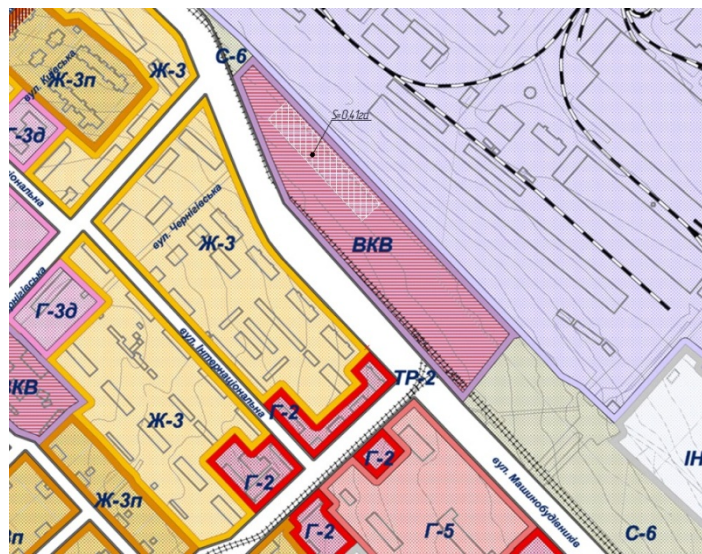 С-6
Ж-3
Ж-3п
вул. Київська
S=0,41га
Г-3д
вул. Чернігівська
Ж-3
ВКВ
Г-3д
вул. Інтернаціональна
ТР-2
Г-2
Ж-3
Г-2
Г-2
вул. Машинобудівників
ІН
Ж-3п
Г-2
Г-5
С-6